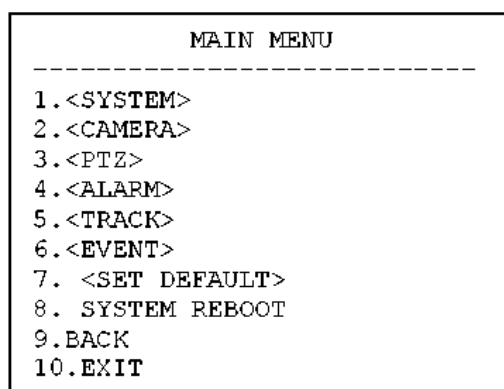 MAIN MENU
----------------------------
1.<SYSTEM>
2.<CAMERA>
3.<PTZ>
4.<ALARM>
5.<TRACK>
6.<EVENT>
7. <SET DEFAULT>
8. SYSTEM REBOOT
9.BACK
10.EXIT